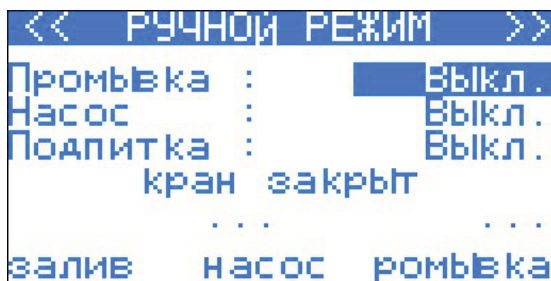 << РУЧНОЙ РЕЖИМ >>
Промывка : Выкл.
Насос : Выкл.
Подпитка : Выкл.
кран закрыт
... ...
залив насос ромывка